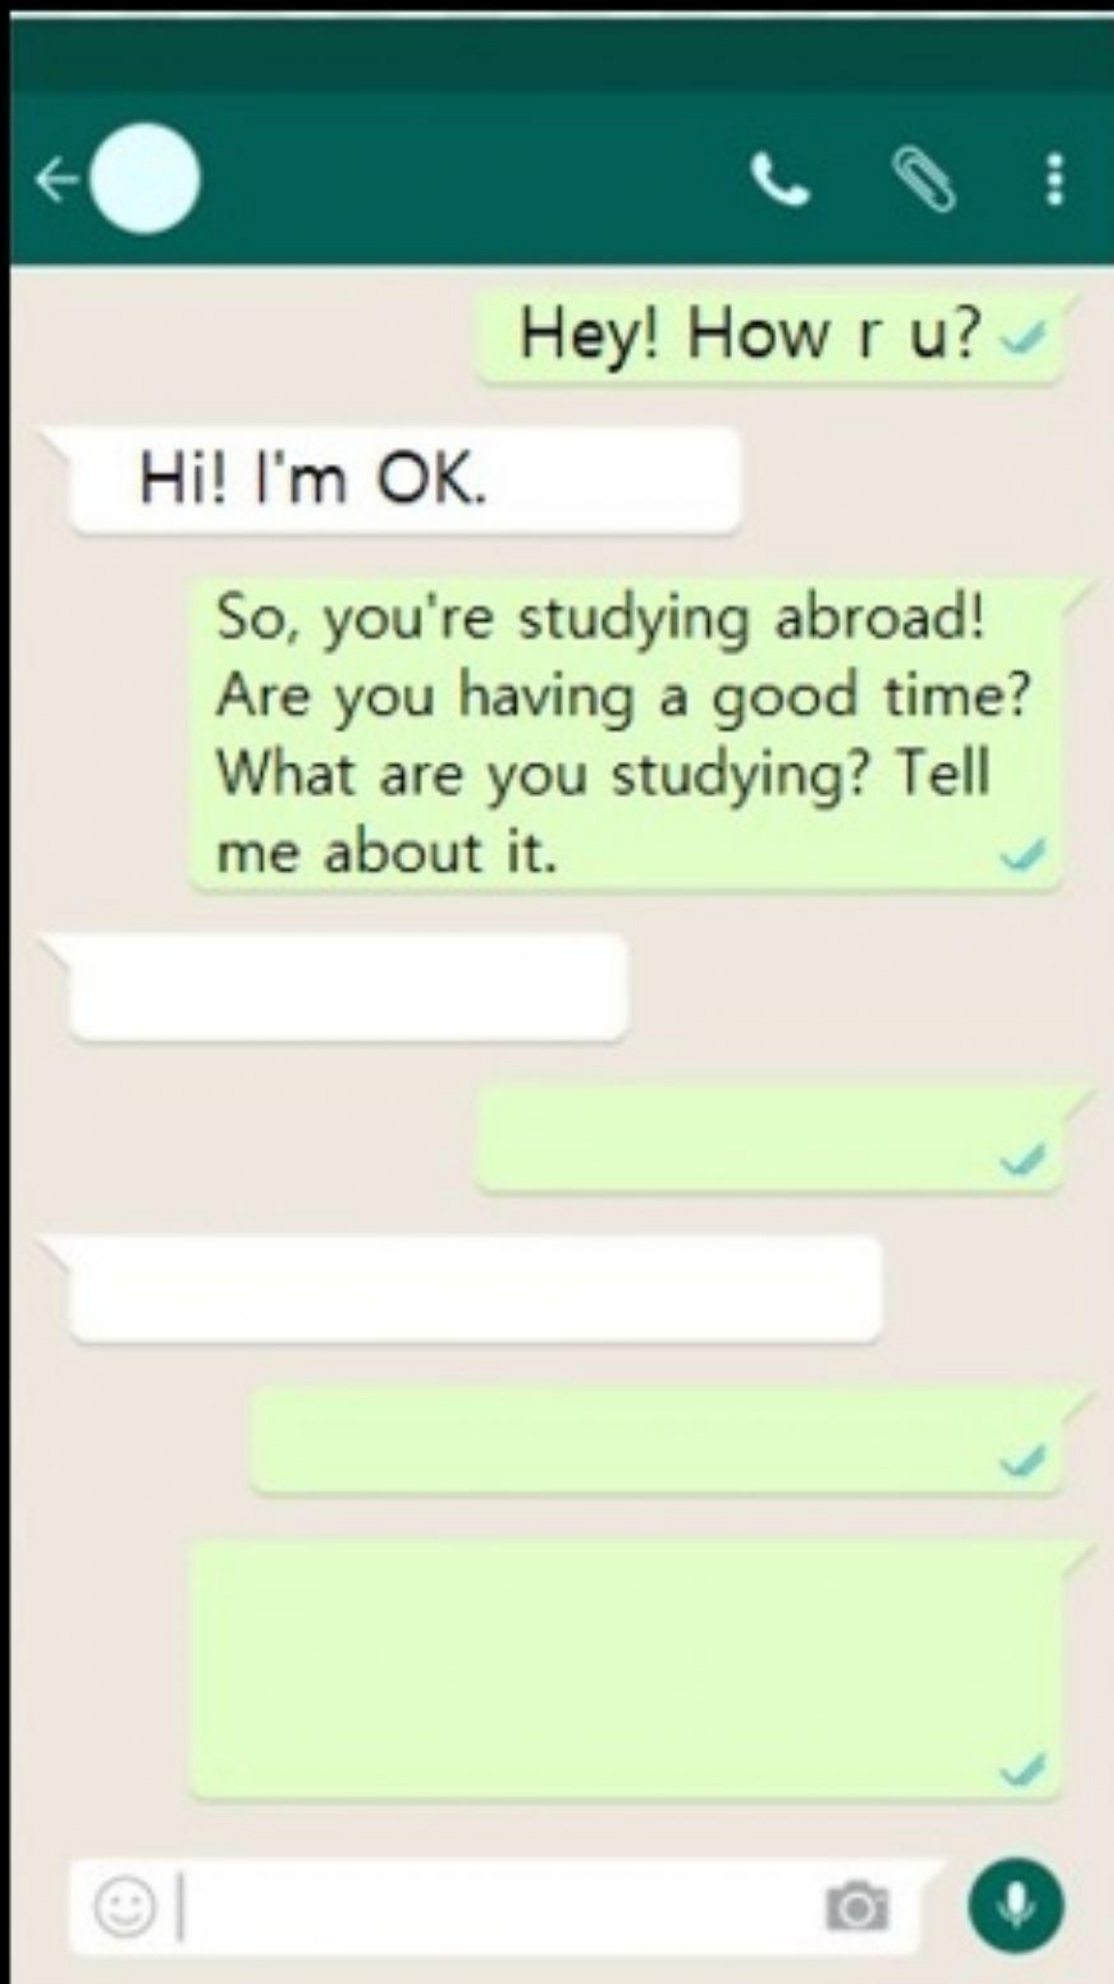 Hey! How r u?
Hi! I'm OK.
So, you're studying abroad!
Are you having a good time?
What are you studying? Tell
me about it.